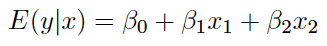 E(y|x) = β₀ + β₁x₁ + β₂x₂